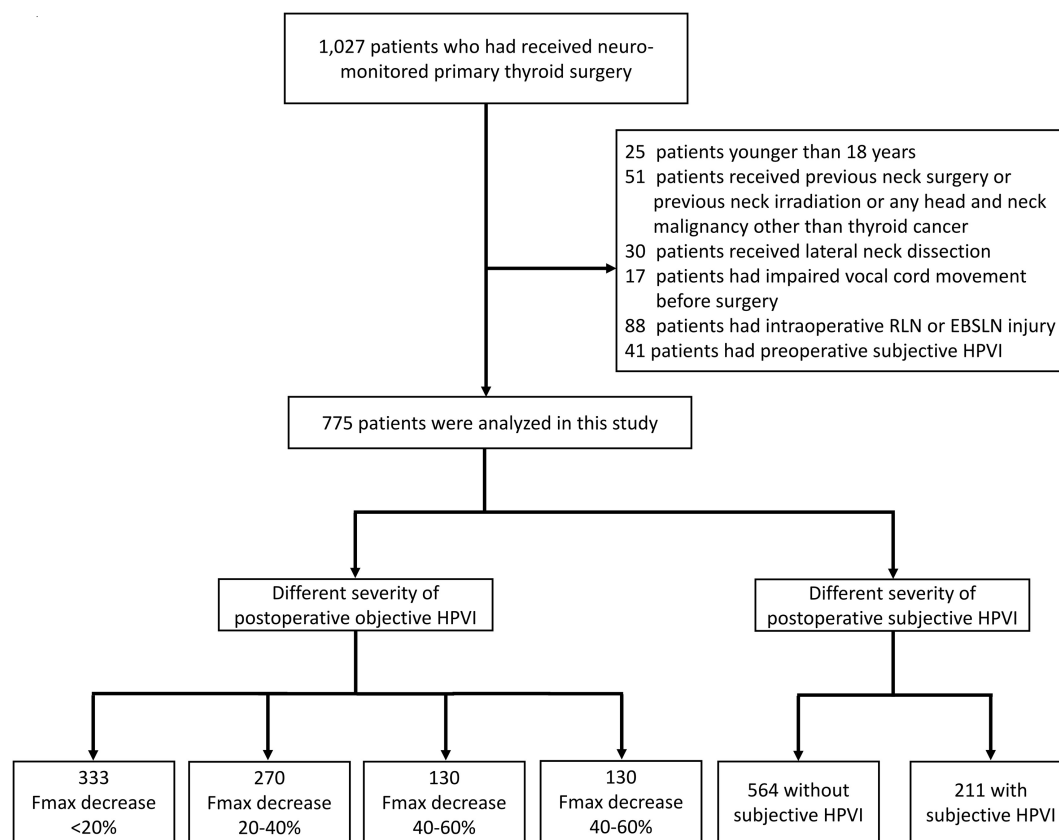 1,027 patients who had received neuro-
monitored primary thyroid surgery
25 patients younger than 18 years
51 patients received previous neck surgery or
previous neck irradiation or any head and neck
malignancy other than thyroid cancer
30 patients received lateral neck dissection
17 patients had impaired vocal cord movement
before surgery
88 patients had intraoperative RLN or EBSLN injury
41 patients had preoperative subjective HPVI
775 patients were analyzed in this study
Different severity of
postoperative objective HPVI
Different severity of
postoperative subjective HPVI
333
Fmax decrease
<20%
270
Fmax decrease
20-40%
130
Fmax decrease
40-60%
130
Fmax decrease
40-60%
564 without
subjective HPVI
211 with
subjective HPVI